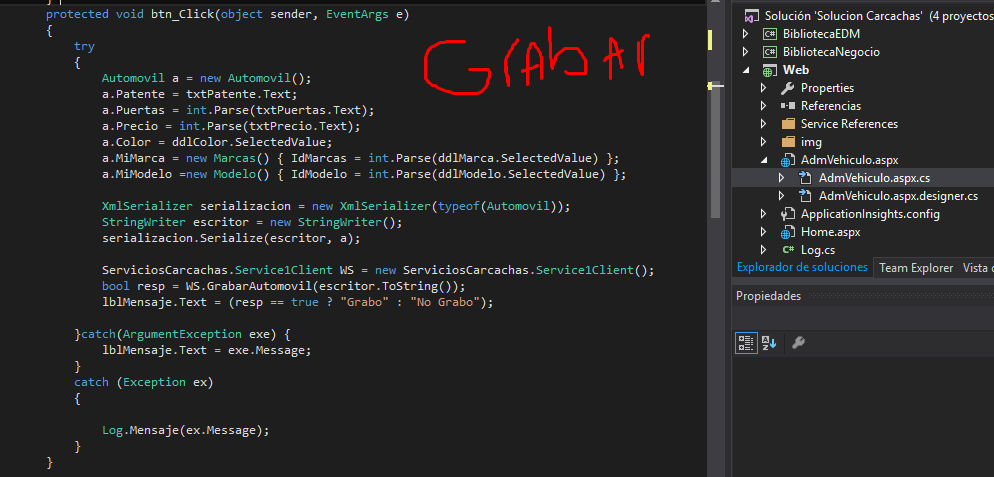 protected void btn_Click(object sender, EventArgs e)
{
try
{
Automovil a = new Automovil();
a.Patente = txtPatente.Text;
a.Puertas = int.Parse(txtPuertas.Text);
a.Precio = int.Parse(txtPrecio.Text);
a.Color = ddlColor.SelectedValue;
a.MiMarca = new Marcas() { IdMarcas = int.Parse(ddlMarca.SelectedValue) };
a.MiModelo =new Modelo() { IdModelo = int.Parse(ddlModelo.SelectedValue) };
XmlSerializer serializacion = new XmlSerializer(typeof(Automovil));
StringWriter escritor = new StringWriter();
serializacion.Serialize(escritor, a);
ServiciosCarcachas.Service1Client WS = new ServiciosCarcachas.Service1Client();
bool resp = WS.GrabarAutomovil(escritor.ToString());
lblMensaje.Text = (resp == true ? "Grabo" : "No Grabo");
}catch(ArgumentException exe) {
lblMensaje.Text = exe.Message;
}
catch (Exception ex)
{
Log.Mensaje(ex.Message);
}
}
GrAbAr
Solución 'Solucion Carcachas' (4 proyectos
C# BibliotecaEDM
C# BibliotecaNegocio
Web
Properties
Referencias
Service References
img
AdmVehiculo.aspx
AdmVehiculo.aspx.cs
AdmVehiculo.aspx.designer.cs
ApplicationInsights.config
Home.aspx
C# Log.cs
Explorador de soluciones Team Explorer Vista d
Propiedades